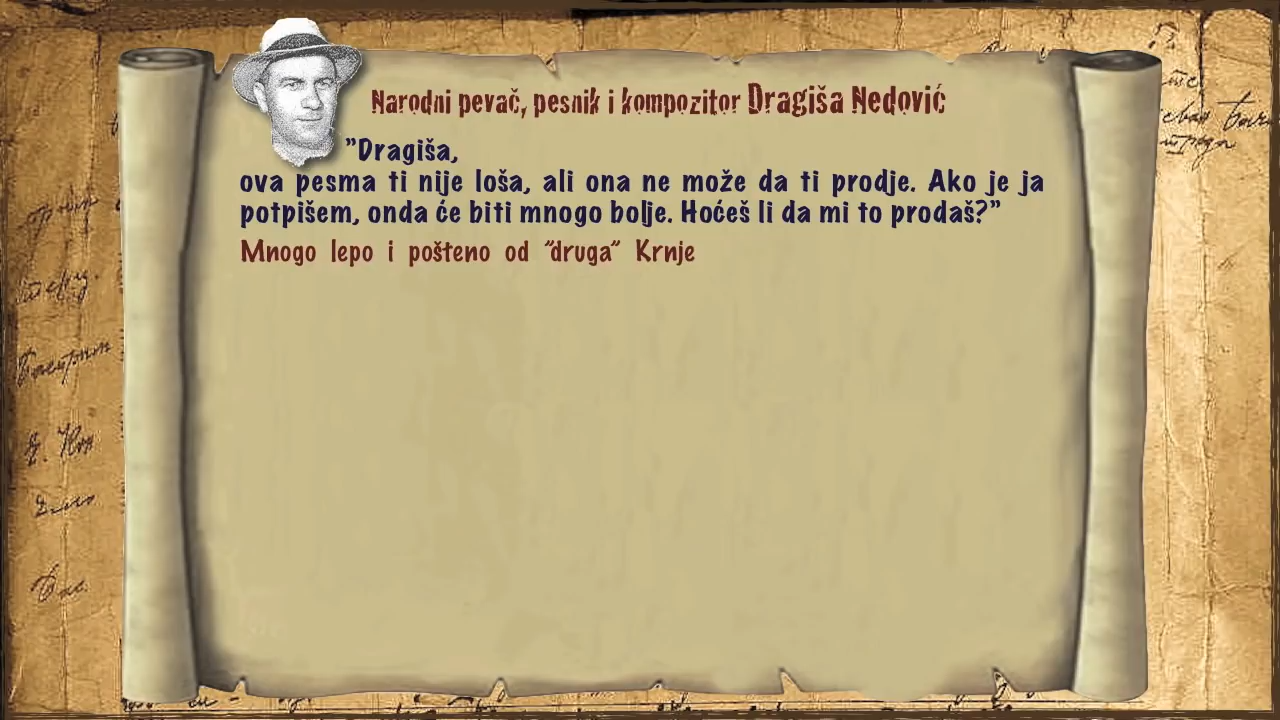 Narodni pevač, pesnik i kompozitor Dragiša Nedović
"Dragiša,
ova pesma ti nije loša, ali ona ne može da ti prodje. Ako je ja
potpišem, onda će biti mnogo bolje. Hoćeš li da mi to prodaš?"
Mnogo lepo i pošteno od "druga" Krnje